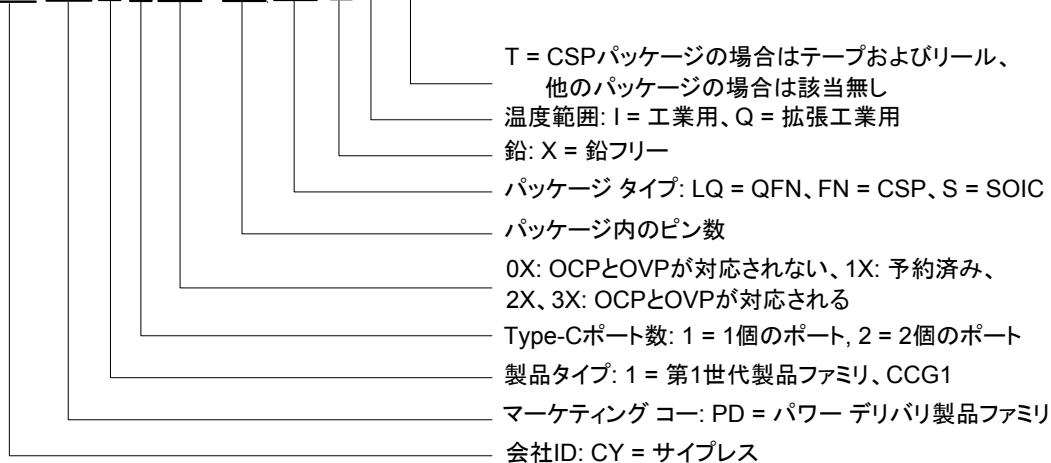 T = CSPパッケージの場合はテープおよびリール、
他のパッケージの場合は該当無し
温度範囲: I = 工業用、Q = 拡張工業用
鉛: X = 鉛フリー
パッケージ タイプ: LQ = QFN、FN = CSP、S = SOIC
パッケージ内のピン数
0X: OCPとOVPが対応されない、1X: 予約済み、
2X、3X: OCPとOVPが対応される
Type-Cポート数: 1 = 1個のポート, 2 = 2個のポート
製品タイプ: 1 = 第1世代製品ファミリ、CCG1
マーケティング コー: PD = パワー デリバリ製品ファミリ
会社ID: CY = サイプレス